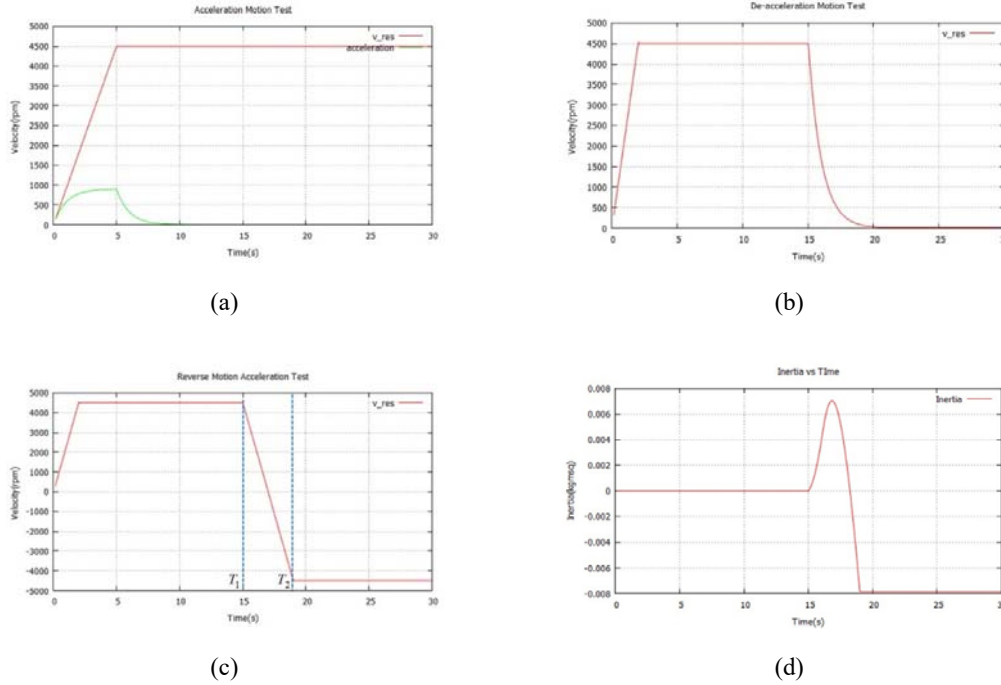 Acceleration Motion Test
5000
4500
4000
3500
3000
2500
2000
1500
1000
500
0
Velocity(rpm)
v_res
acceleration
0 5 10 15 20 25 30
Time(s)
(a)
De-acceleration Motion Test
5000
4500
4000
3500
3000
2500
2000
1500
1000
500
0
Velocity(rpm)
v_res
0 5 10 15 20 25 30
Time(s)
(b)
Reverse Motion Acceleration Test
5000
4000
3000
2000
1000
0
-1000
-2000
-3000
-4000
-5000
Velocity(rpm)
v_res
T1 T2
0 5 10 15 20 25 30
Time(s)
(c)
Inertia vs TIme
0.008
0.006
0.004
0.002
0
-0.002
-0.004
-0.006
-0.008
Inertia(kgmsq)
Inertia
0 5 10 15 20 25 30
Time(s)
(d)